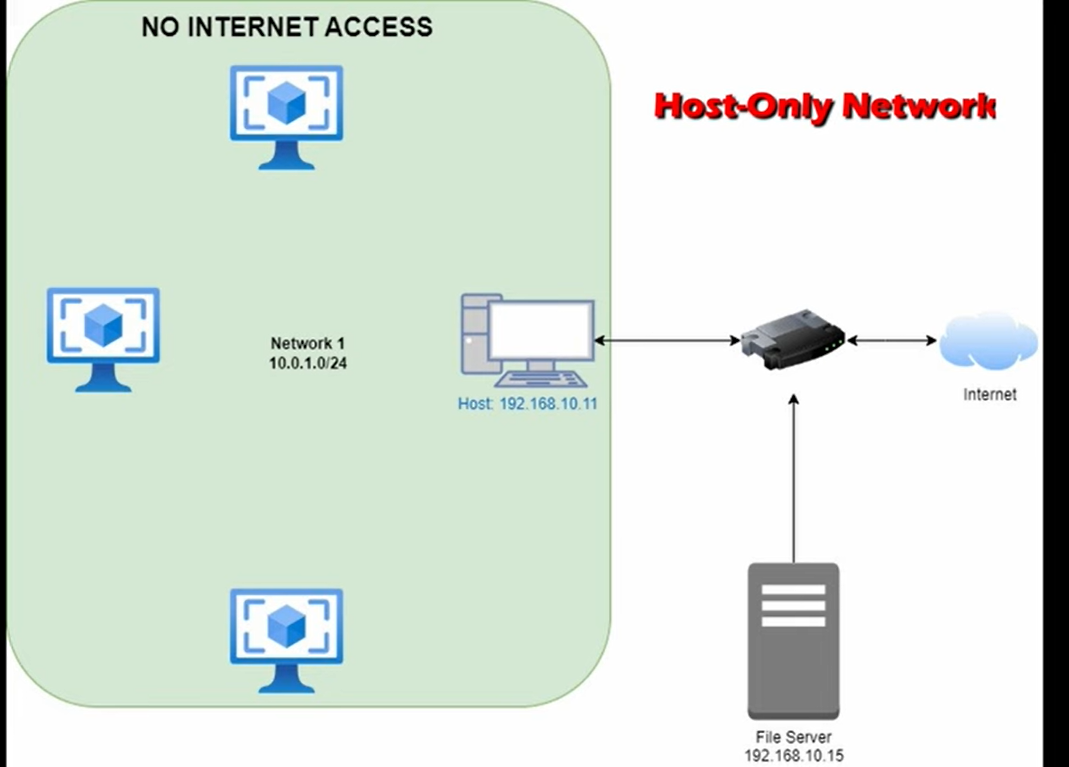 NO INTERNET ACCESS
Host-Only Network
Network 1
10.0.1.0/24
Host: 192.168.10.11
Internet
File Server
192.168.10.15